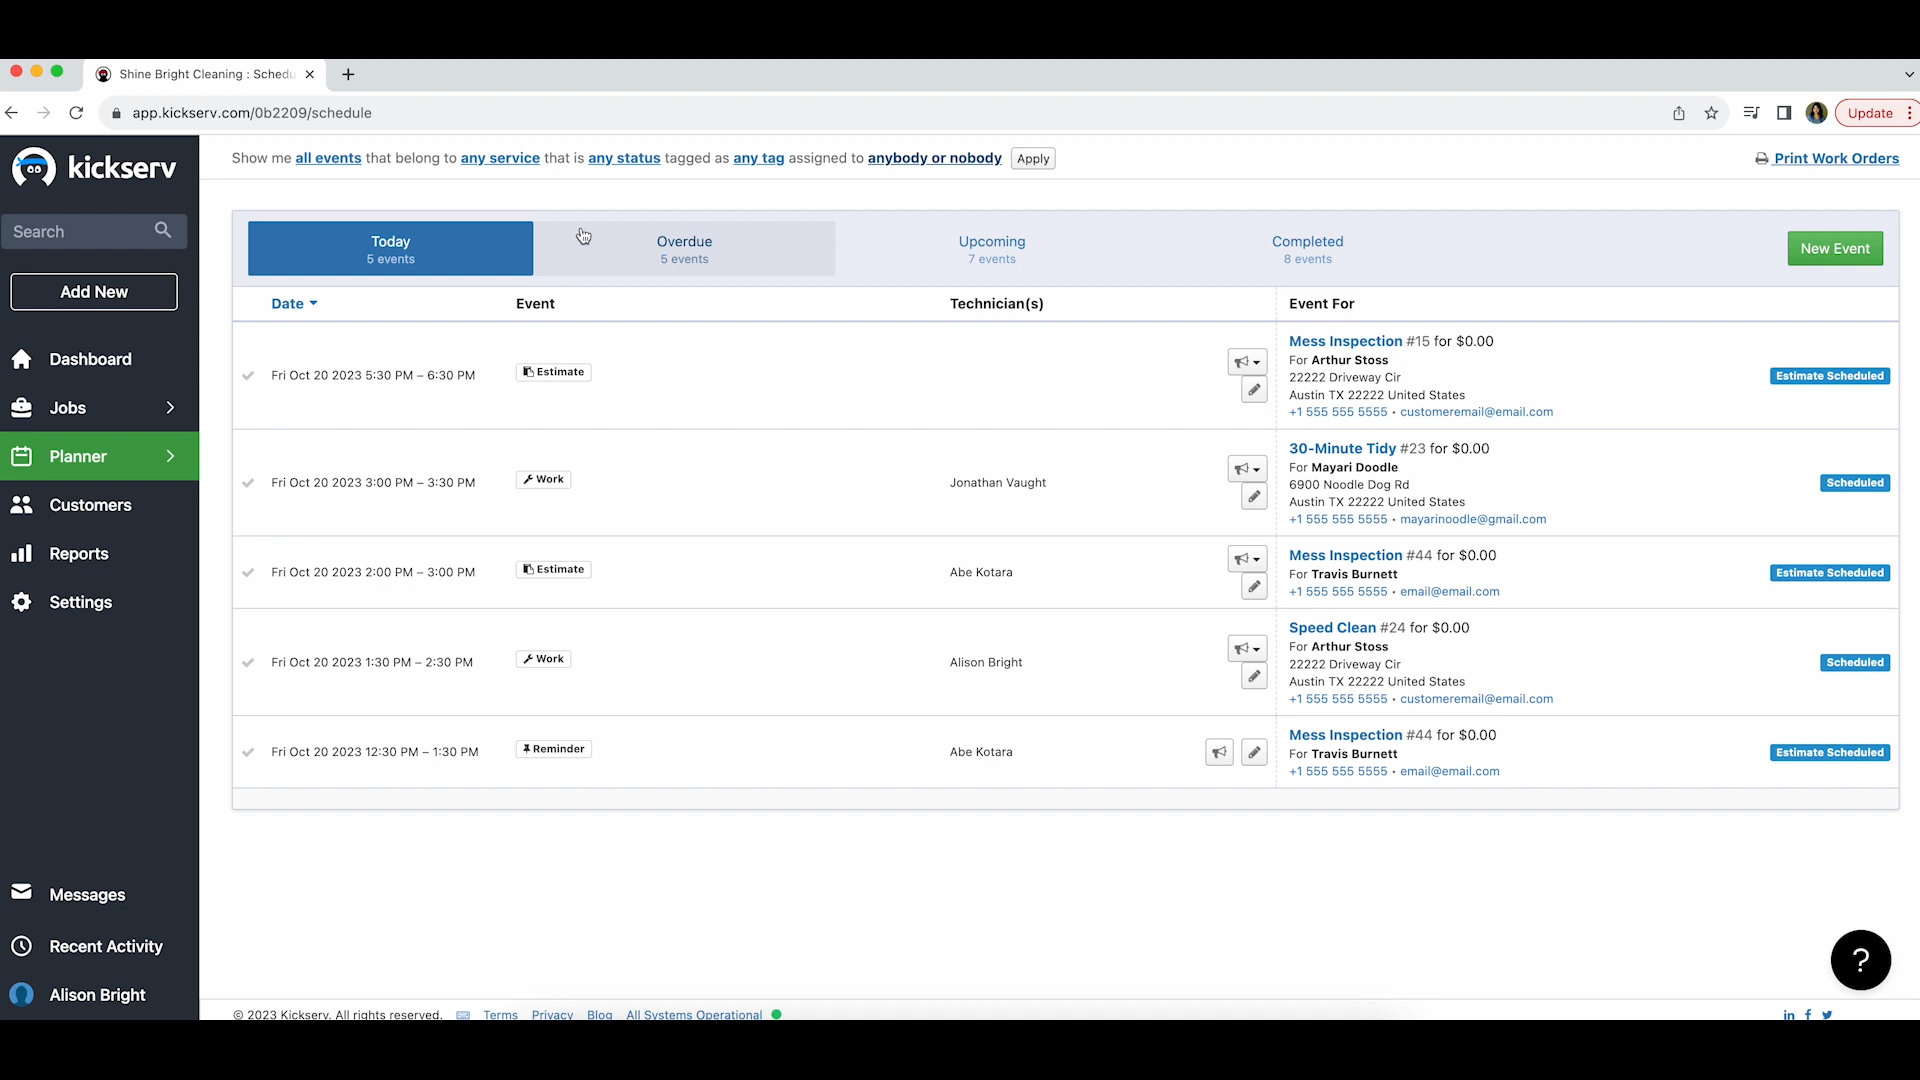 Shine Bright Cleaning : Schedu
app.kickserv.com/0b2209/schedule
Update
kickserv
Search
Add New
Dashboard
Jobs
Planner
Customers
Reports
Settings
Messages
Recent Activity
Alison Bright
Show me all events that belong to any service that is any status tagged as any tag assigned to anybody or nobody Apply
Print Work Orders
Today
5 events
Overdue
5 events
Upcoming
7 events
Completed
8 events
New Event
Date Event Technician(s) Event For
Fri Oct 20 2023 5:30 PM – 6:30 PM
Estimate
Mess Inspection #15 for $0.00
For Arthur Stoss
22222 Driveway Cir
Austin TX 22222 United States
+1 555 555 5555 • customeremail@email.com
Estimate Scheduled
Fri Oct 20 2023 3:00 PM – 3:30 PM
Work
Jonathan Vaught
30-Minute Tidy #23 for $0.00
For Mayari Doodle
6900 Noodle Dog Rd
Austin TX 22222 United States
+1 555 555 5555 • mayarinoodle@gmail.com
Scheduled
Fri Oct 20 2023 2:00 PM – 3:00 PM
Estimate
Abe Kotara
Mess Inspection #44 for $0.00
For Travis Burnett
+1 555 555 5555 • email@email.com
Estimate Scheduled
Fri Oct 20 2023 1:30 PM – 2:30 PM
Work
Alison Bright
Speed Clean #24 for $0.00
For Arthur Stoss
22222 Driveway Cir
Austin TX 22222 United States
+1 555 555 5555 • customeremail@email.com
Scheduled
Fri Oct 20 2023 12:30 PM – 1:30 PM
Reminder
Abe Kotara
Mess Inspection #44 for $0.00
For Travis Burnett
+1 555 555 5555 • email@email.com
Estimate Scheduled
?
© 2023 Kickserv. All rights reserved. Terms Privacy Blog All Systems Operational